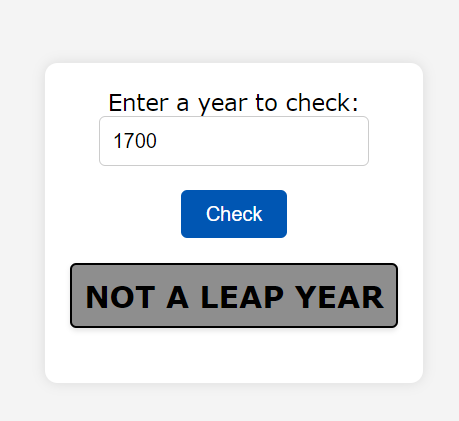 Enter a year to check:
1700
Check
NOT A LEAP YEAR